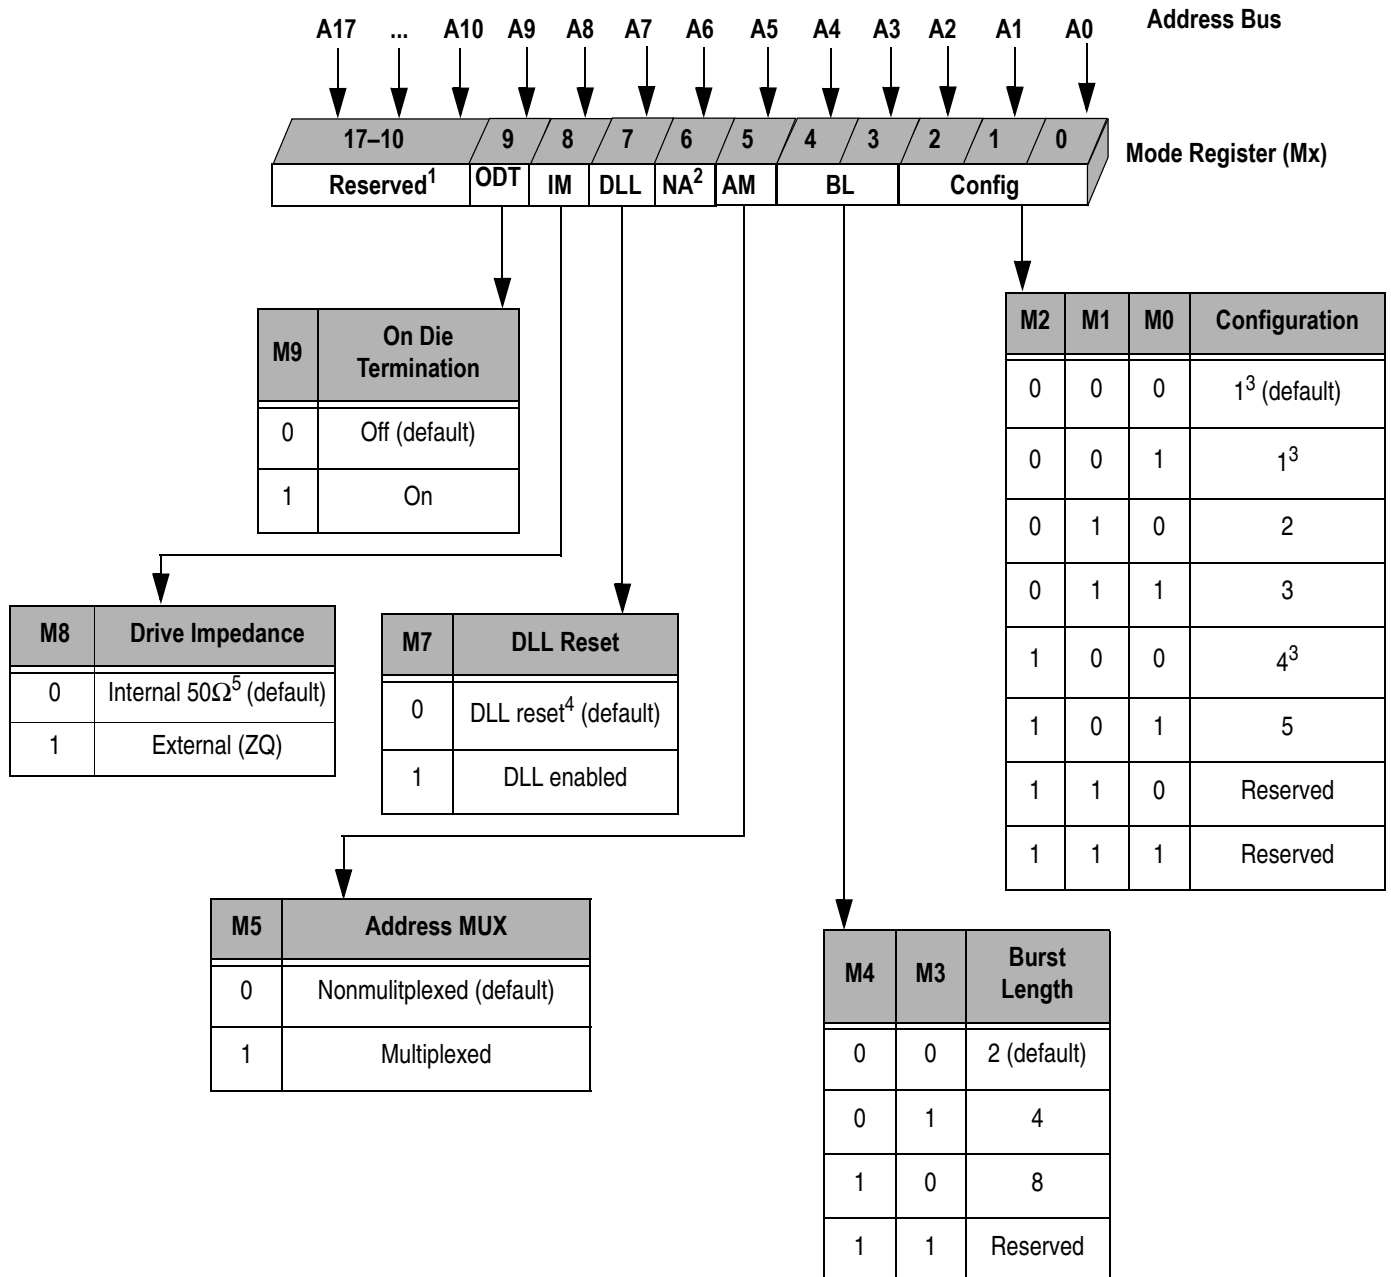 A17 ... A10 A9 A8 A7 A6 A5 A4 A3 A2 A1 A0 Address Bus
17–10 9 8 7 6 5 4 3 2 1 0
Mode Register (Mx)
Reserved1 ODT IM DLL NA2 AM BL Config
M9 On Die Termination
0 Off (default)
1 On
M8 Drive Impedance
0 Internal 50Ω5 (default)
1 External (ZQ)
M7 DLL Reset
0 DLL reset4 (default)
1 DLL enabled
M5 Address MUX
0 Nonmulitplexed (default)
1 Multiplexed
M4 M3 Burst Length
0 0 2 (default)
0 1 4
1 0 8
1 1 Reserved
M2 M1 M0 Configuration
0 0 0 13 (default)
0 0 1 13
0 1 0 2
0 1 1 3
1 0 0 43
1 0 1 5
1 1 0 Reserved
1 1 1 Reserved